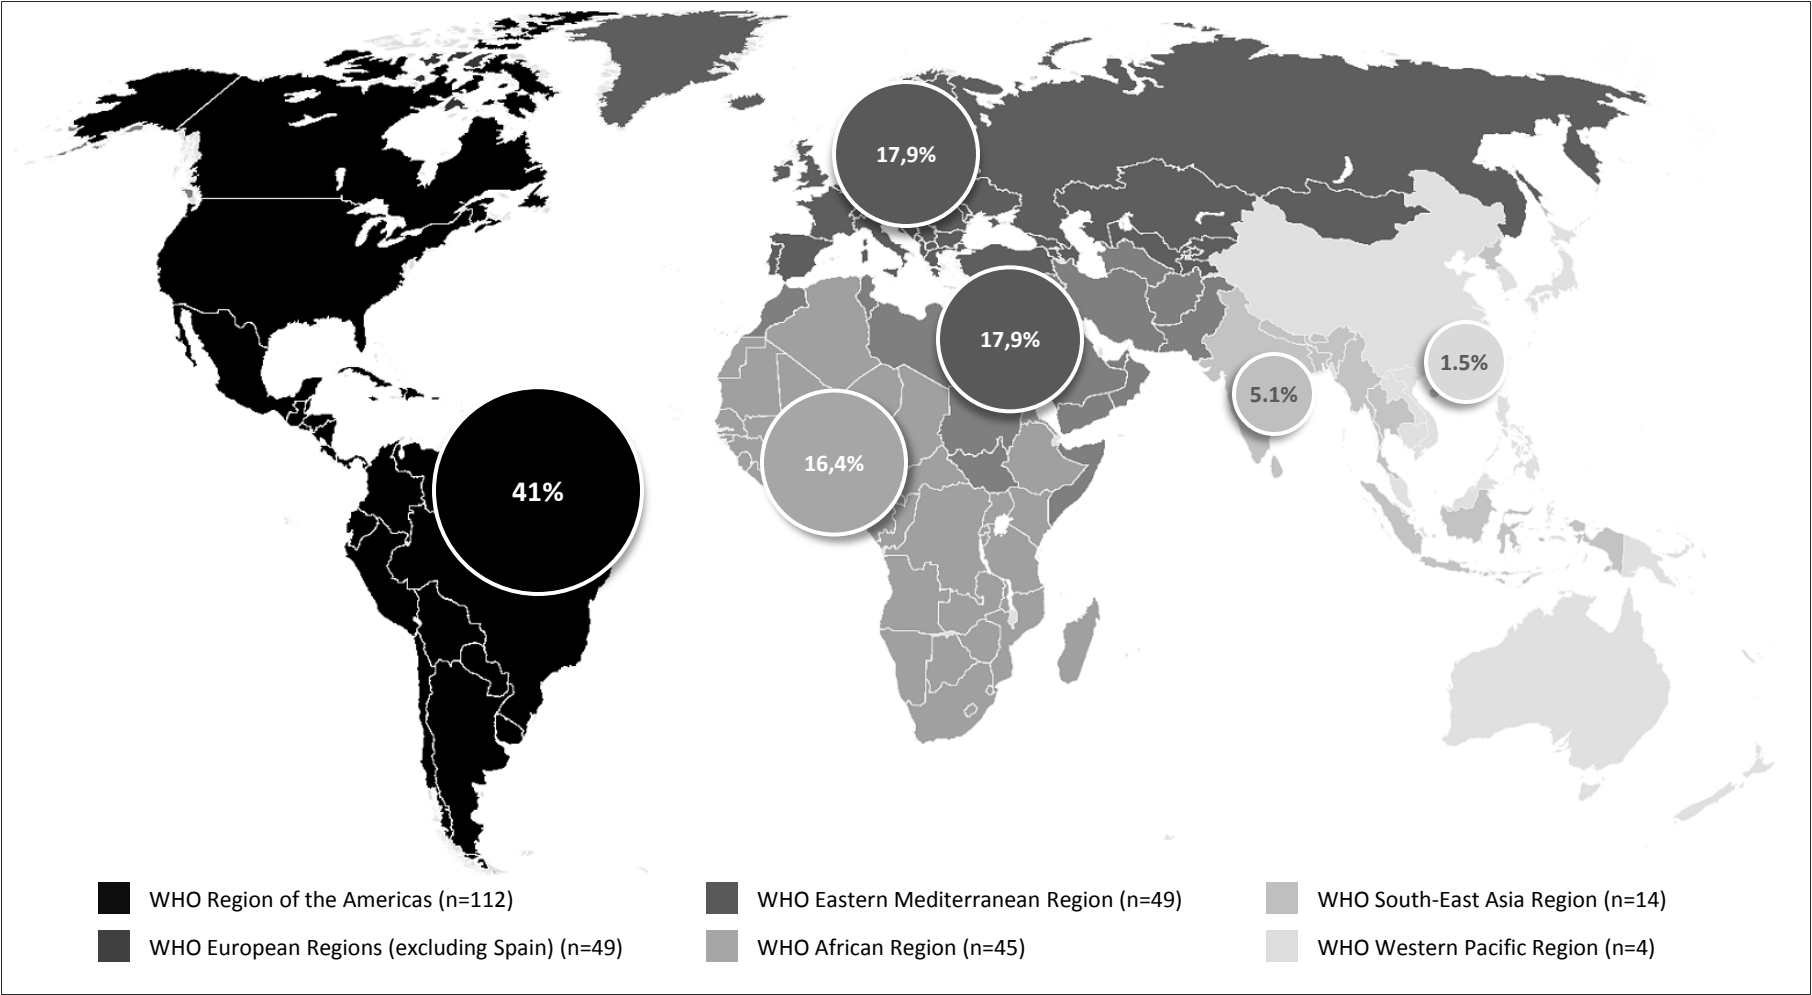 17,9%
17,9%
1.5%
5.1%
16,4%
41%
WHO Region of the Americas (n=112)
WHO Eastern Mediterranean Region (n=49)
WHO South-East Asia Region (n=14)
WHO European Regions (excluding Spain) (n=49)
WHO African Region (n=45)
WHO Western Pacific Region (n=4)